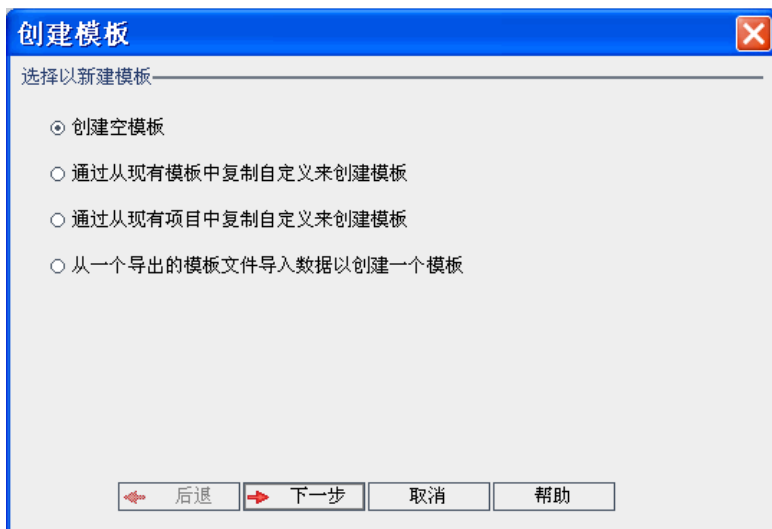 创建模板
选择以新建模板
创建空模板
通过从现有模板中复制自定义来创建模板
通过从现有项目中复制自定义来创建模板
从一个导出的模板文件导入数据以创建一个模板
后退 下一步 取消 帮助